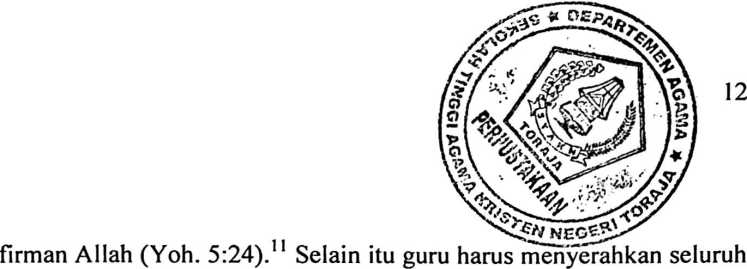 DEPARTEMEN AGAMA
SEKOLAH TINGGI AGAMA KRISTEN NEGERI TORAJA
STAKN
TORAJA
PERPUSTAKAAN
12
firman Allah (Yoh. 5:24).¹¹ Selain itu guru harus menyerahkan seluruh